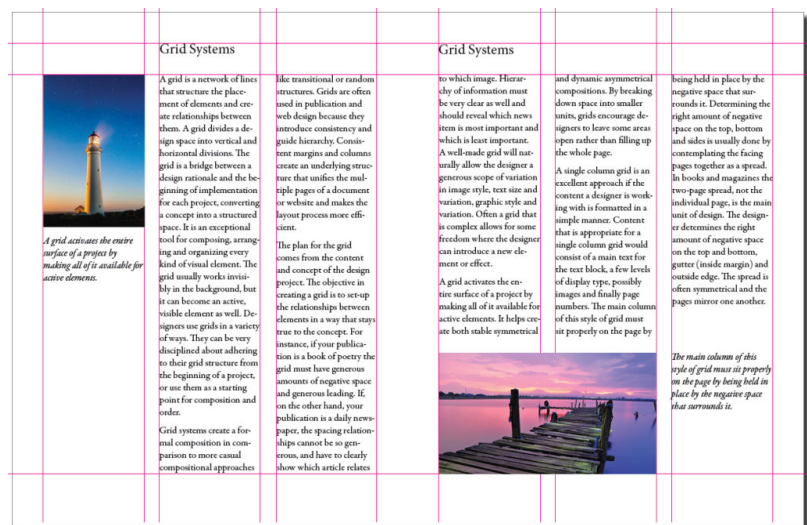 Grid Systems
A grid is a network of lines
that structure the place-
ment of elements and cre-
ate relationships between
them. A grid divides a de-
sign space into vertical and
horizontal divisions. The
grid is a bridge between a
design rationale and the be-
ginning of implementation
for each project, converting
a concept into a structured
space. It is an exceptional
tool for composing, arrang-
ing and organizing every
kind of visual element. The
grid usually works invisi-
bly in the background, but
it can become an active,
visible element as well. De-
signers use grids in a variety
of ways. They can be very
disciplined about adhering
to their grid structure from
the beginning of a project,
or use them as a starting
point for composition and
order.
Grid systems create a for-
mal composition in com-
parison to more casual
compositional approaches
like transitional or random
structures. Grids are often
used in publication and
web design because they
introduce consistency and
guide hierarchy. Consis-
tent margins and columns
create an underlying struc-
ture that unifies the mul-
tiple pages of a document
or website and makes the
layout process more effi-
cient.
The plan for the grid
comes from the content
and concept of the design
project. The objective in
creating a grid is to set-up
the relationships between
elements in a way that stays
true to the concept. For
instance, if your publica-
tion is a book of poetry the
grid must have generous
amounts of negative space
and generous leading. If,
on the other hand, your
publication is a daily news-
paper, the spacing relation-
ships cannot be so gen-
erous, and have to clearly
show which article relates
A grid activates the entire
surface of a project by
making all of it available for
active elements.
Grid Systems
to which image. Hierar-
chy of information must
be very clear as well and
should reveal which news
item is most important and
which is least important.
A well-made grid will nat-
urally allow the designer a
generous scope of variation
in image style, text size and
variation, graphic style and
variation. Often a grid that
is complex allows for some
freedom where the designer
can introduce a new ele-
ment or effect.
A grid activates the en-
tire surface of a project by
making all of it available for
active elements. It helps cre-
ate both stable symmetrical
and dynamic asymmetrical
compositions. By breaking
down space into smaller
units, grids encourage de-
signers to leave some areas
open rather than filling up
the whole page.
A single column grid is an
excellent approach if the
content a designer is work-
ing with is formatted in a
simple manner. Content
that is appropriate for a
single column grid would
consist of a main text for
the text block, a few levels
of display type, possibly
images and finally page
numbers. The main column
of this style of grid must
sit properly on the page by
being held in place by the
negative space that sur-
rounds it. Determining the
right amount of negative
space on the top, bottom
and sides is usually done by
contemplating the facing
pages together as a spread.
In books and magazines the
two-page spread, not the
individual page, is the main
unit of design. The design-
er determines the right
amount of negative space
on the top and bottom,
gutter (inside margin) and
outside edge. The spread is
often symmetrical and the
pages mirror one another.
The main column of this
style of grid must sit properly
on the page by being held in
place by the negative space
that surrounds it.